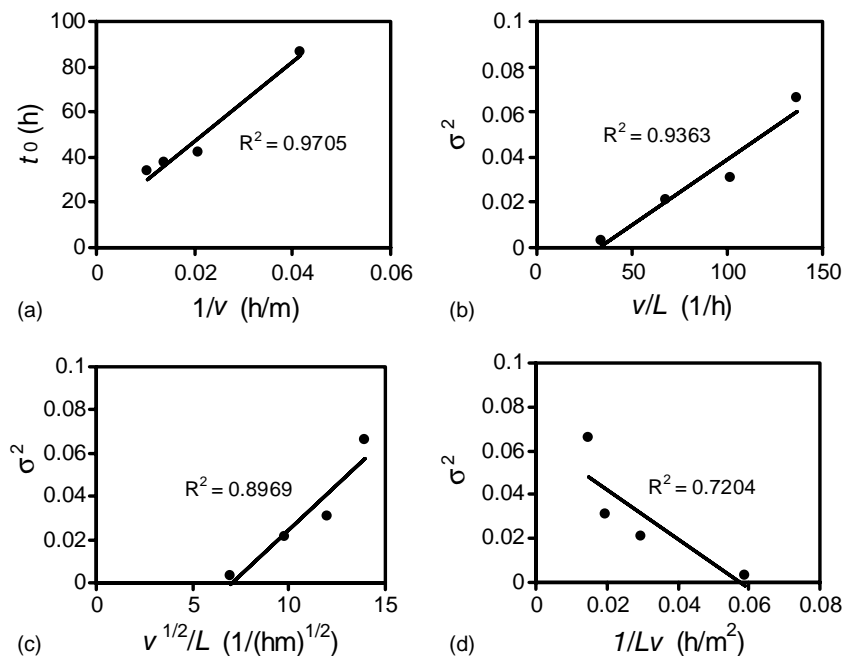 100
80
60
40
20
0
t0 (h)
R² = 0.9705
0 0.02 0.04 0.06
(a) 1/v (h/m)
0.1
0.08
0.06
0.04
0.02
0
σ²
R² = 0.9363
0 50 100 150
(b) v/L (1/h)
0.1
0.08
0.06
0.04
0.02
0
σ²
R² = 0.8969
0 5 10 15
(c) v 1/2/L (1/(hm)1/2)
0.1
0.08
0.06
0.04
0.02
0
σ²
R² = 0.7204
0 0.02 0.04 0.06 0.08
(d) 1/Lv (h/m²)